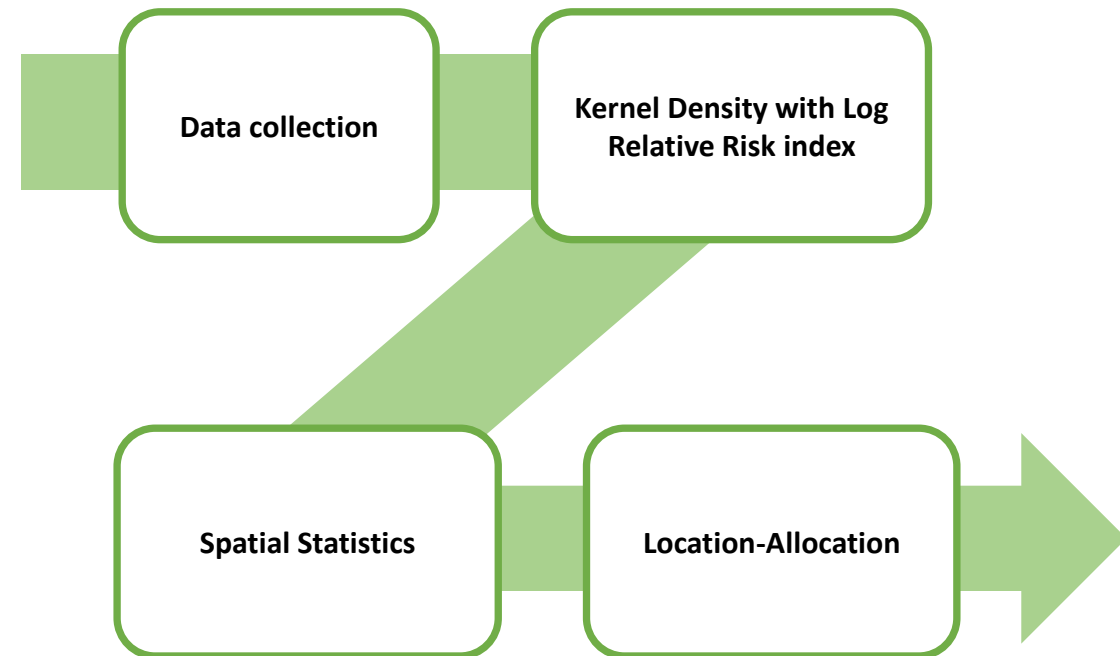 Data collection
Kernel Density with Log
Relative Risk index
Spatial Statistics
Location-Allocation